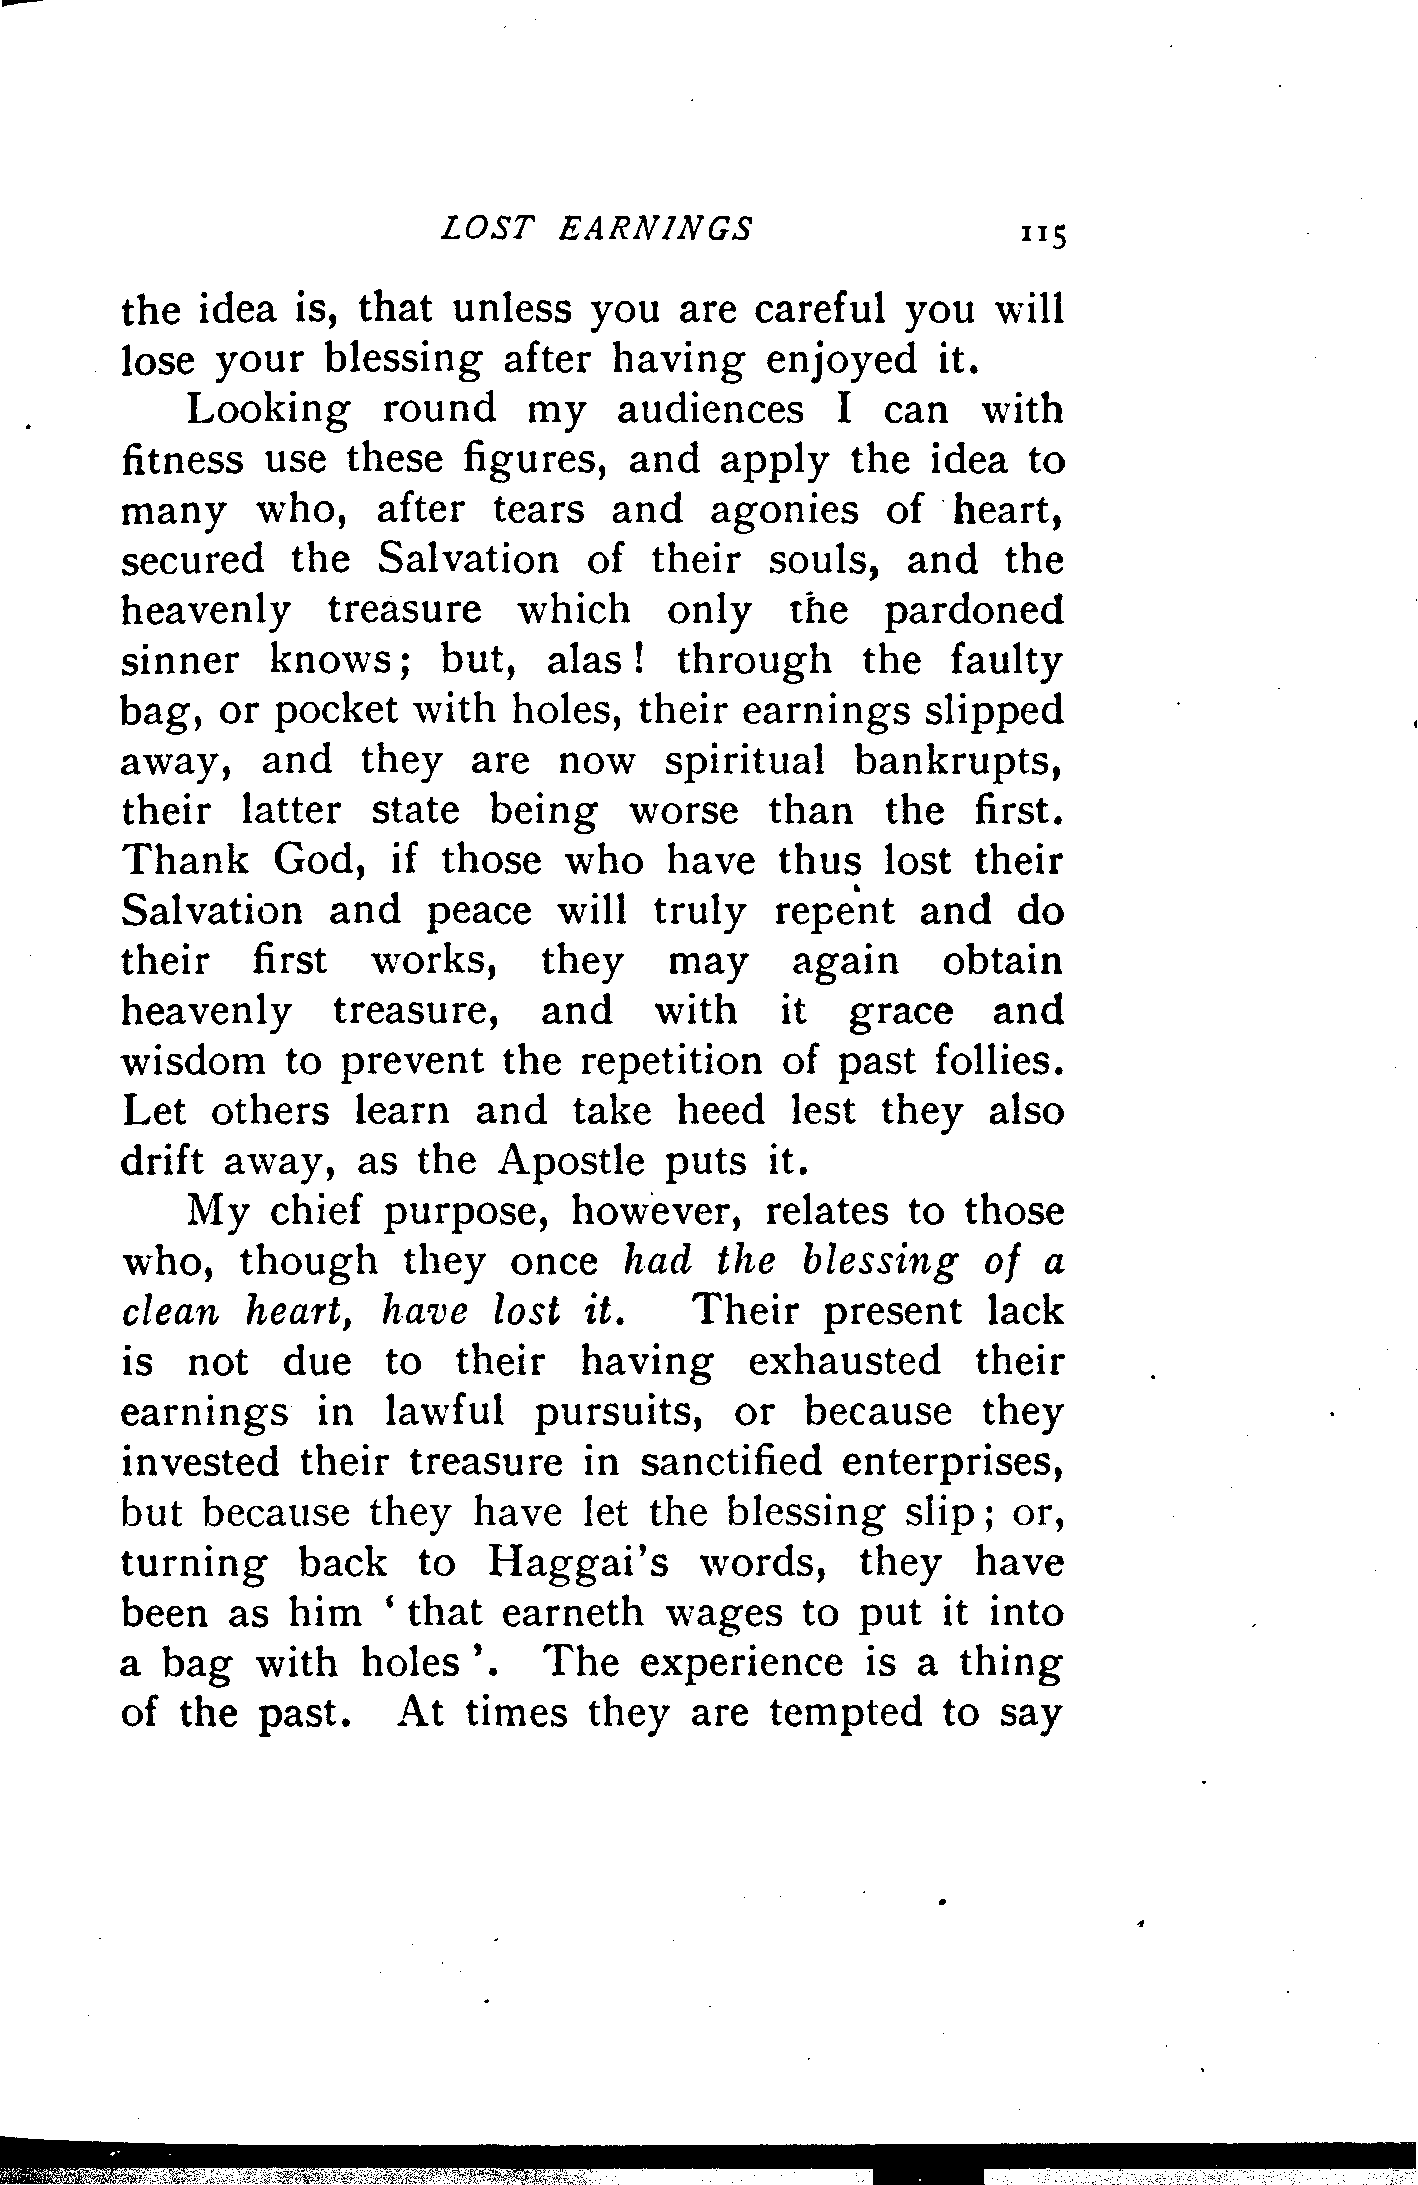 LOST EARNINGS 115
the idea is, that unless you are careful you will
lose your blessing after having enjoyed it.
Looking round my audiences I can with
fitness use these figures, and apply the idea to
many who, after tears and agonies of heart,
secured the Salvation of their souls, and the
heavenly treasure which only the pardoned
sinner knows; but, alas! through the faulty
bag, or pocket with holes, their earnings slipped
away, and they are now spiritual bankrupts,
their latter state being worse than the first.
Thank God, if those who have thus lost their
Salvation and peace will truly repent and do
their first works, they may again obtain
heavenly treasure, and with it grace and
wisdom to prevent the repetition of past follies.
Let others learn and take heed lest they also
drift away, as the Apostle puts it.
My chief purpose, however, relates to those
who, though they once had the blessing of a
clean heart, have lost it. Their present lack
is not due to their having exhausted their
earnings in lawful pursuits, or because they
invested their treasure in sanctified enterprises,
but because they have let the blessing slip; or,
turning back to Haggai's words, they have
been as him ‘that earneth wages to put it into
a bag with holes’. The experience is a thing
of the past. At times they are tempted to say